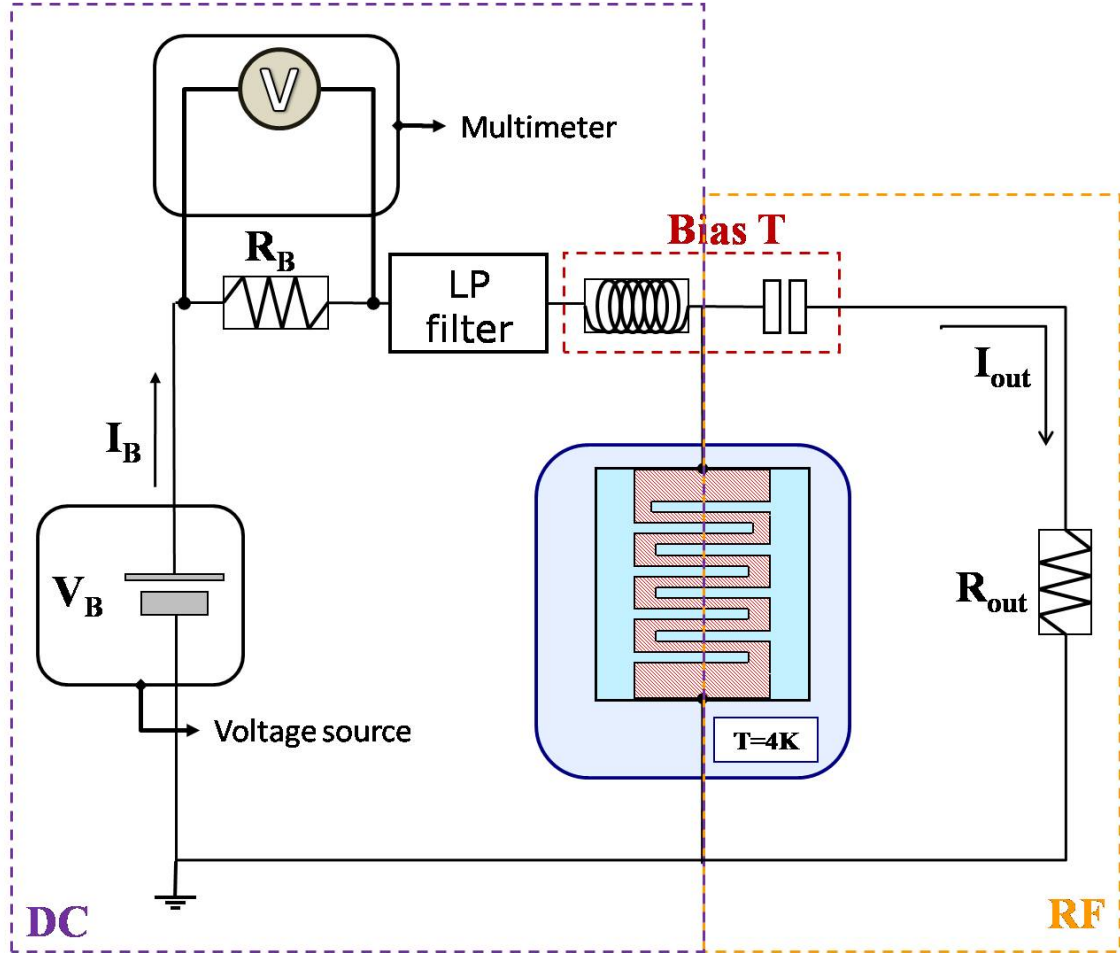 V
Multimeter
Bias T
R_B
LP
filter
I_out
I_B
V_B
R_out
Voltage source
T=4K
DC
RF